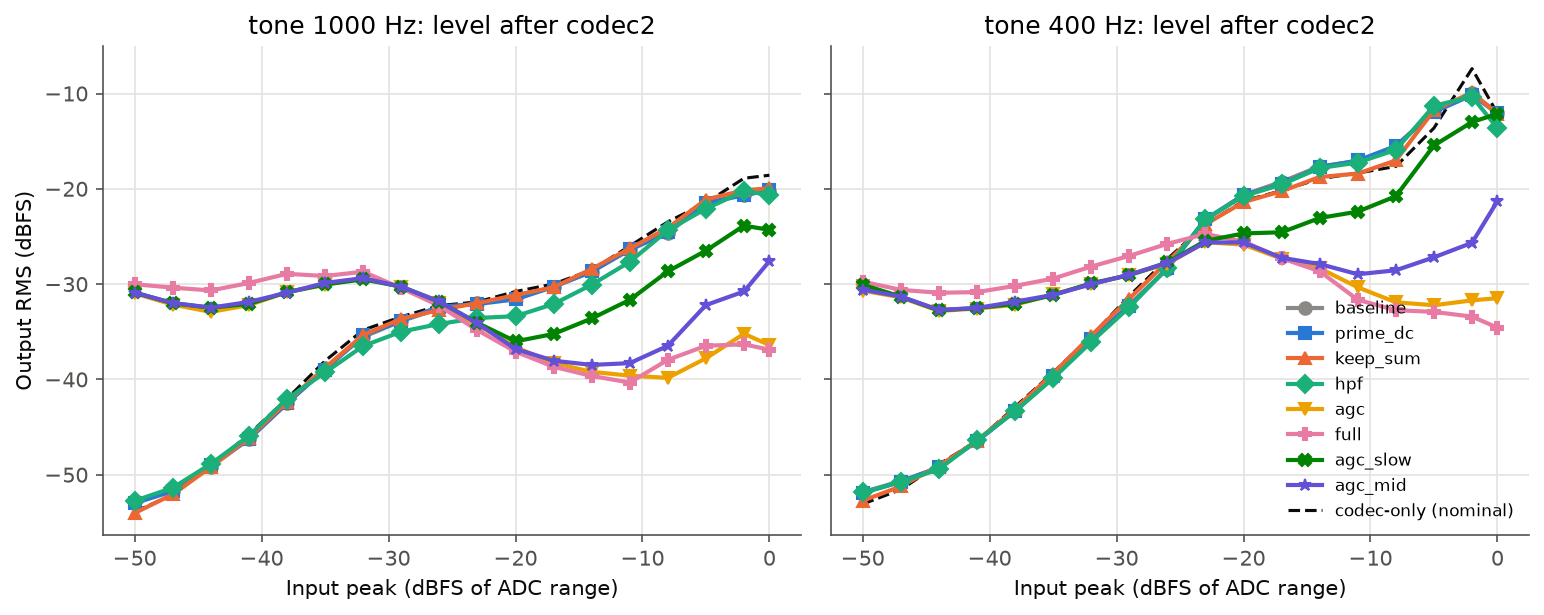 tone 1000 Hz: level after codec2
tone 400 Hz: level after codec2
Output RMS (dBFS)
−10
−20
−30
−40
−50
−50
−40
−30
−20
−10
0
−50
−40
−30
−20
−10
0
Input peak (dBFS of ADC range)
Input peak (dBFS of ADC range)
baseline
prime_dc
keep_sum
hpf
agc
full
agc_slow
agc_mid
codec-only (nominal)